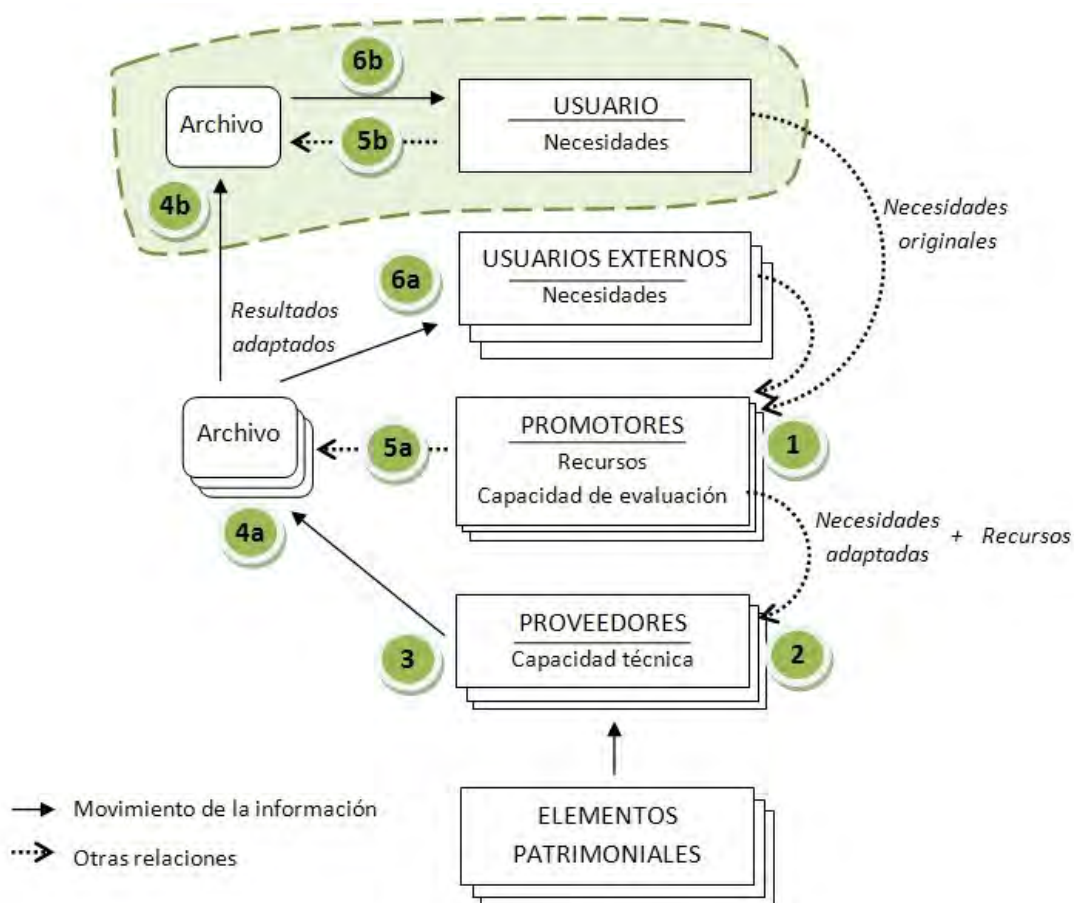 6b
USUARIO
Archivo
Necesidades
5b
4b
Necesidades
originales
USUARIOS EXTERNOS
6a
Necesidades
Resultados
adaptados
PROMOTORES
Archivo
5a
Recursos
1
Capacidad de evaluación
4a
Necesidades
adaptadas + Recursos
PROVEEDORES
3
Capacidad técnica
2
Movimiento de la información
Otras relaciones
ELEMENTOS
PATRIMONIALES